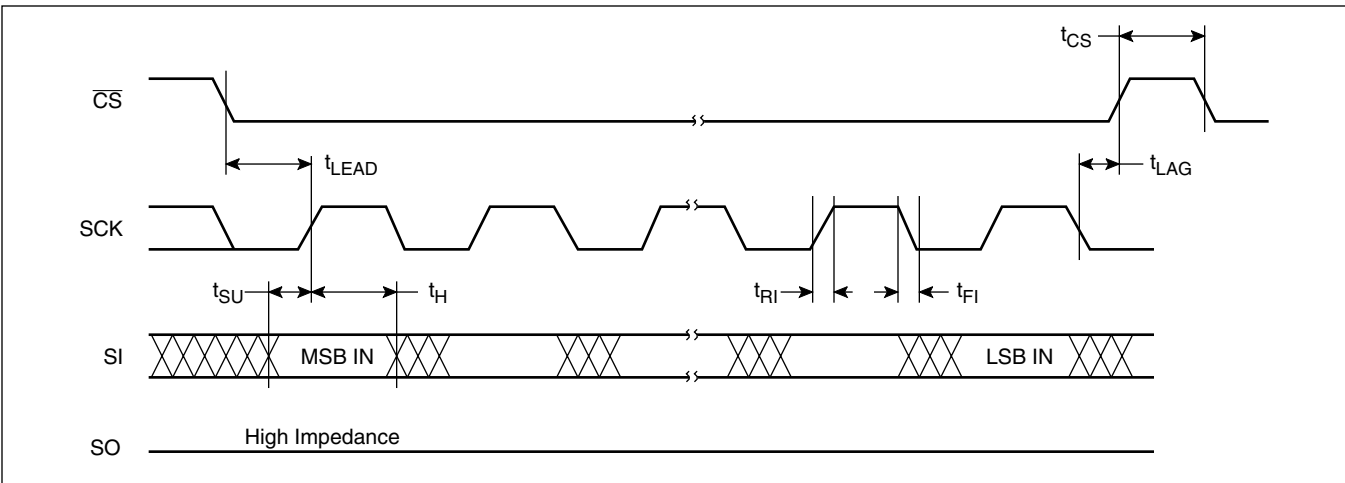 tCS
CS
tLEAD
tLAG
SCK
tSU
tH
tRI
tFI
SI
MSB IN
LSB IN
High Impedance
SO